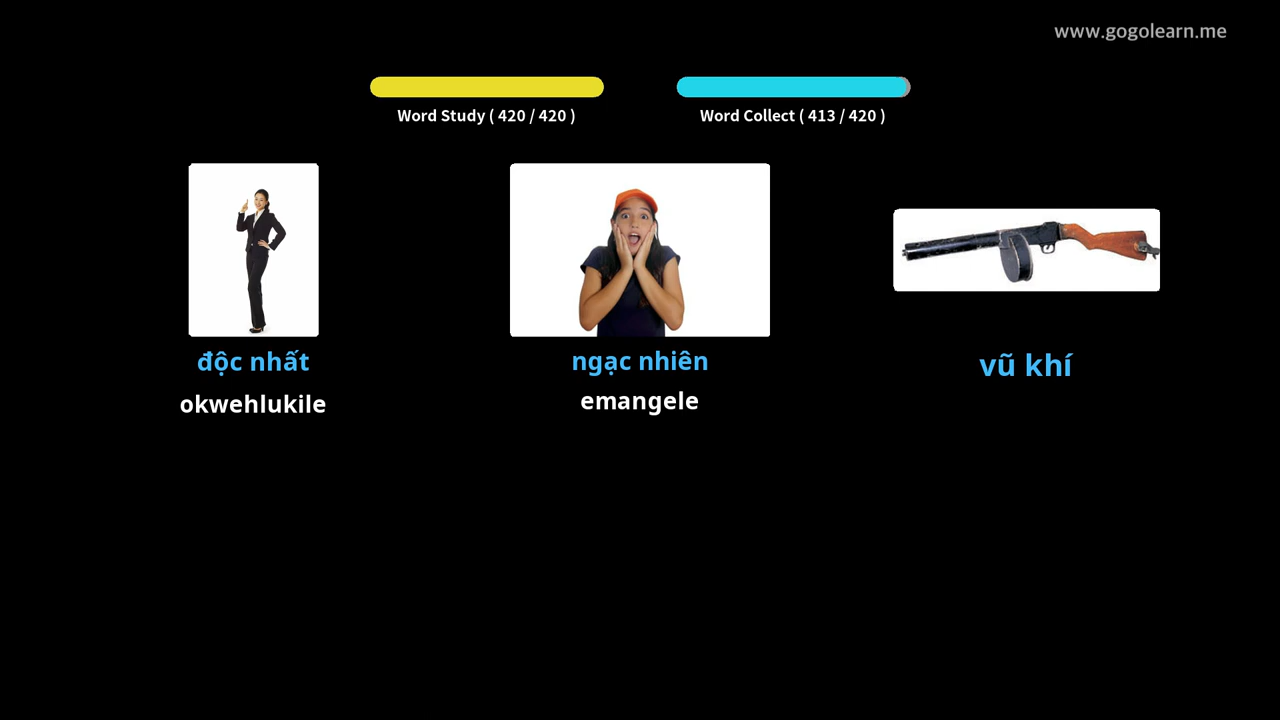 www.gogolearn.me
Word Study ( 420 / 420 )
Word Collect ( 413 / 420 )
độc nhất
okwehlukile
ngạc nhiên
emangele
vũ khí